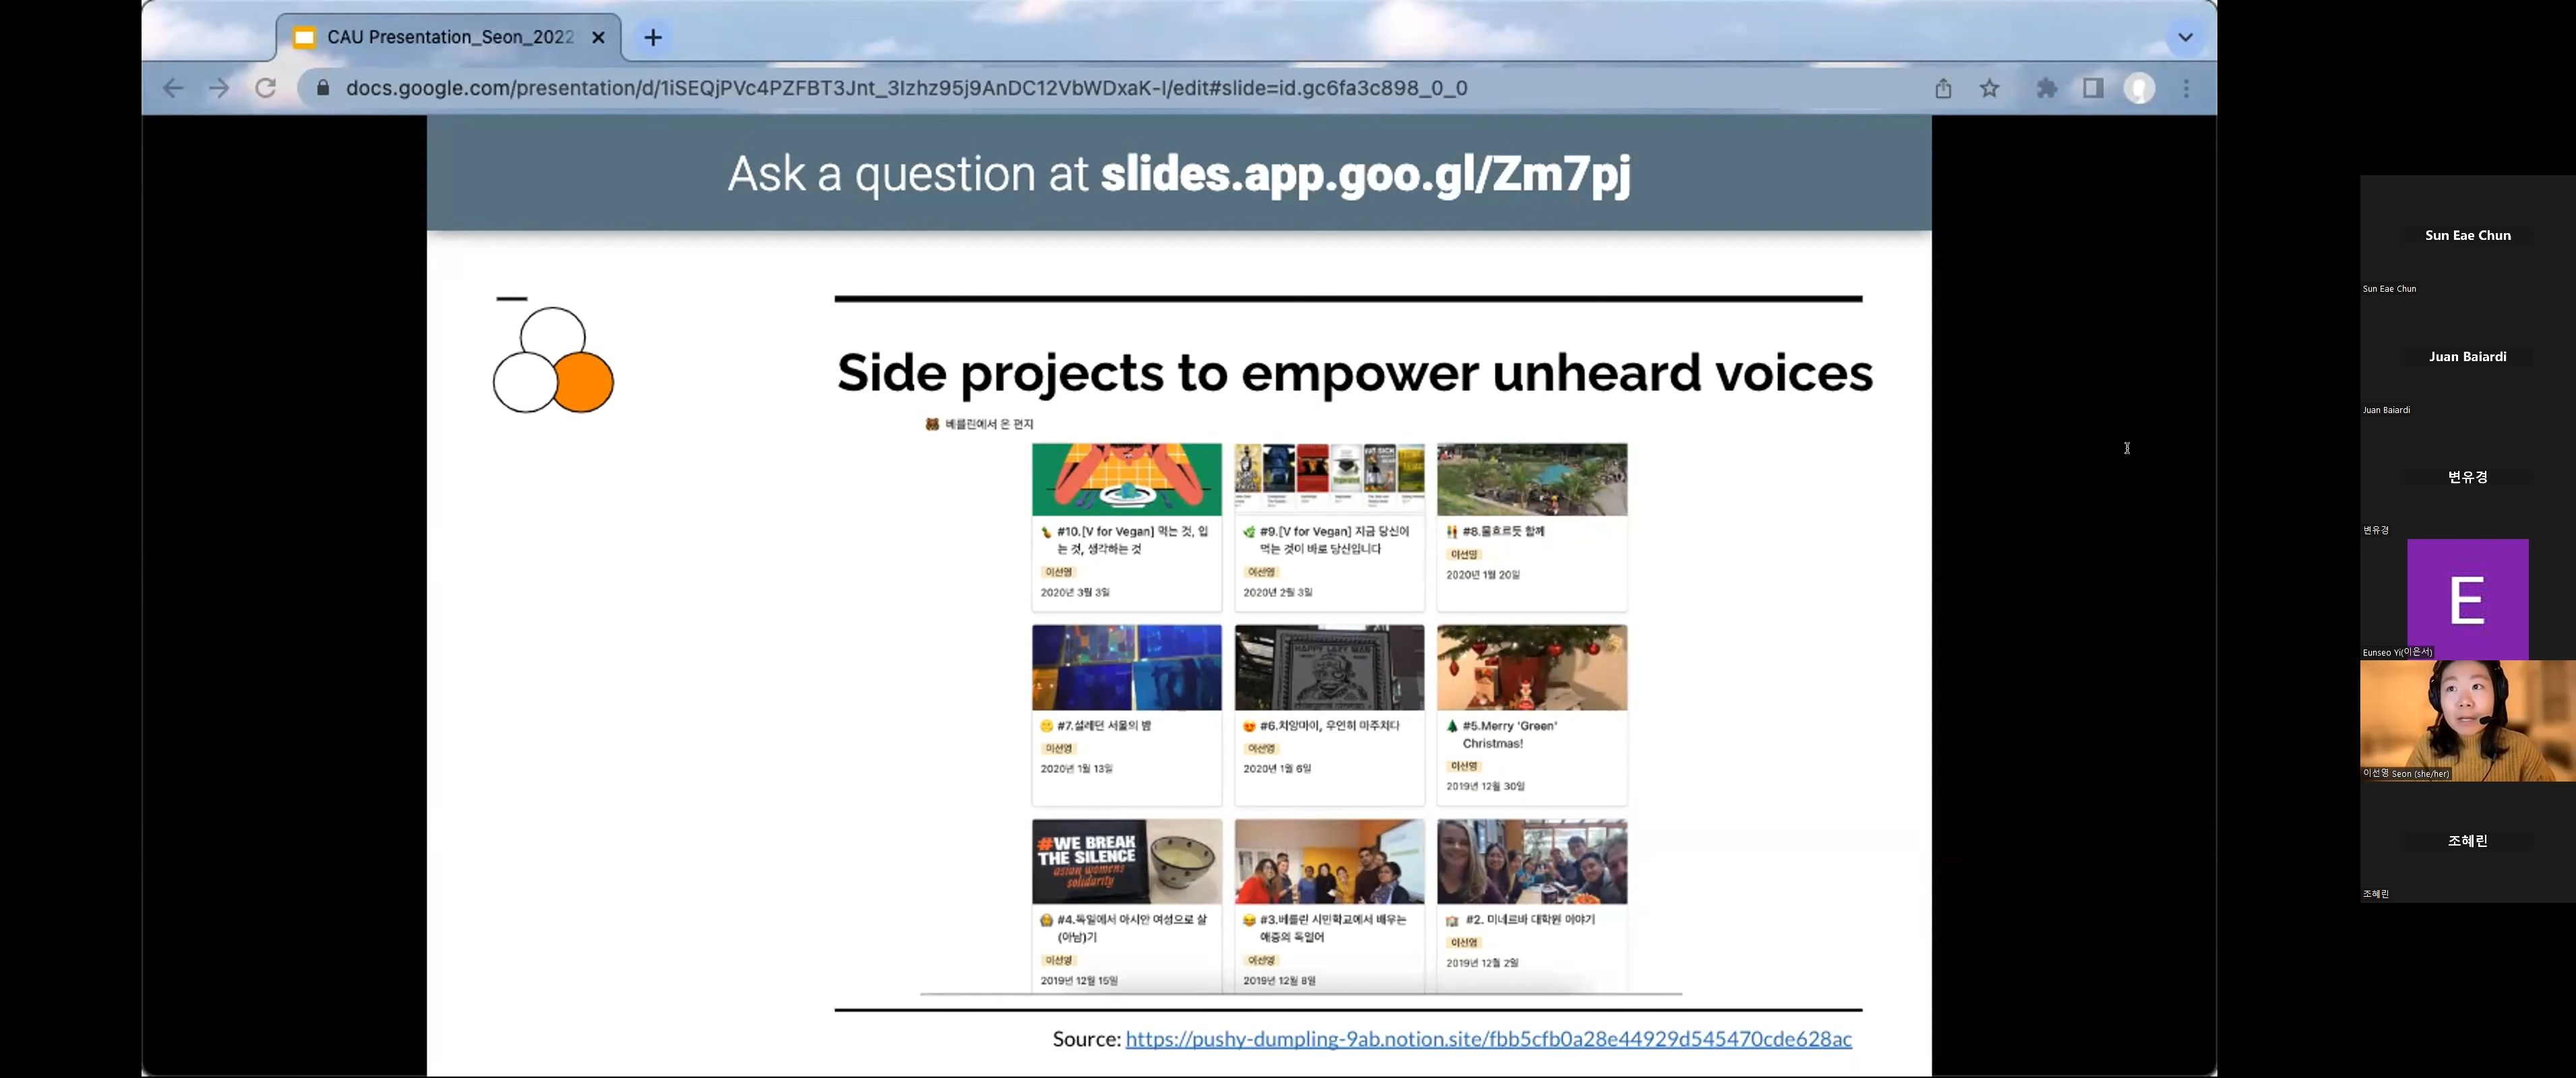 CAU Presentation_Seon_2022
docs.google.com/presentation/d/1iSEQjPVc4PZFBT3Jnt_3Izhz95j9AnDC12VbWDxaK-I/edit#slide=id.gc6fa3c898_0_0
Ask a question at slides.app.goo.gl/Zm7pj
Side projects to empower unheard voices
베를린에서 온 편지
#10.[V for Vegan] 먹는 것, 입
는 것, 생각하는 것
이선영
2020년 3월 3일
#9.[V for Vegan] 지금 당신이
먹는 것이 바로 당신입니다
이선영
2020년 2월 3일
#8.물흐르듯 함께
이선영
2020년 1월 20일
#7.설레던 서울의 밤
이선영
2020년 1월 13일
HAPPY LAZY MAN
#6.치앙마이, 우연히 마주치다
이선영
2020년 1월 6일
#5.Merry 'Green'
Christmas!
이선영
2019년 12월 30일
#WE BREAK
THE SILENCE
asian womens
solidarity
#4.독일에서 아시안 여성으로 살
(아남)기
이선영
2019년 12월 15일
#3.베를린 시민학교에서 배우는
애증의 독일어
이선영
2019년 12월 8일
#2. 미네르바 대학원 이야기
이선영
2019년 12월 2일
Source: https://pushy-dumpling-9ab.notion.site/fbb5cfb0a28e44929d545470cde628ac
Sun Eae Chun
Sun Eae Chun
Juan Baiardi
Juan Baiardi
변유경
변유경
E
Eunseo Yi(이은서)
이선영 Seon (she/her)
조혜린
조혜린